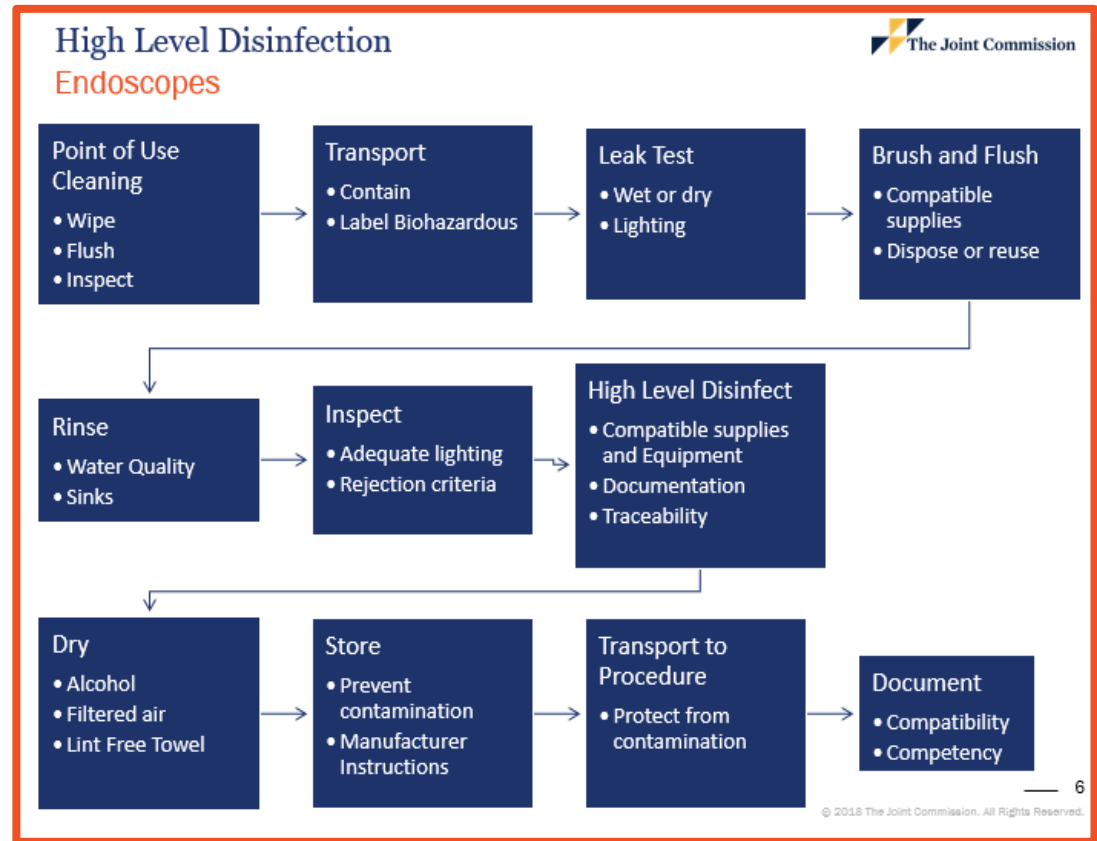 High Level Disinfection
Endoscopes
The Joint Commission
Point of Use
Cleaning
• Wipe
• Flush
• Inspect
Transport
• Contain
• Label Biohazardous
Leak Test
• Wet or dry
• Lighting
Brush and Flush
• Compatible
supplies
• Dispose or reuse
Rinse
• Water Quality
• Sinks
Inspect
• Adequate lighting
• Rejection criteria
High Level Disinfect
• Compatible supplies
and Equipment
• Documentation
• Traceability
Dry
• Alcohol
• Filtered air
• Lint Free Towel
Store
• Prevent
contamination
• Manufacturer
Instructions
Transport to
Procedure
• Protect from
contamination
Document
• Compatibility
• Competency
6
© 2018 The Joint Commission. All Rights Reserved.